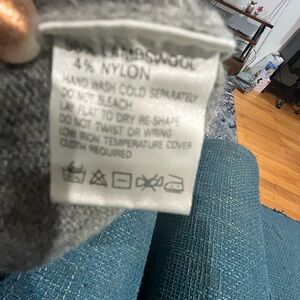 LAMBSWOOL
4% NYLON
HAND WASH COLD SEPARATELY
DO NOT BLEACH
LAY FLAT TO DRY RE-SHAPE
DO NOT TWIST OR WRING
LOW IRON TEMPERATURE COVER
CLOTH REQUIRED